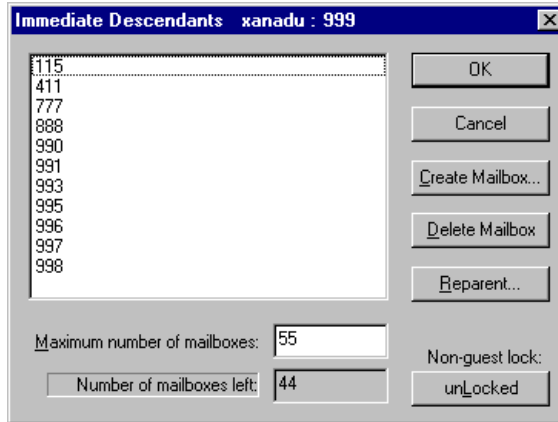 Immediate Descendants xanadu : 999
115
411
777
888
990
991
993
995
996
997
998
OK
Cancel
Create Mailbox...
Delete Mailbox
Reparent...
Maximum number of mailboxes: 55
Number of mailboxes left: 44
Non-guest lock:
unLocked